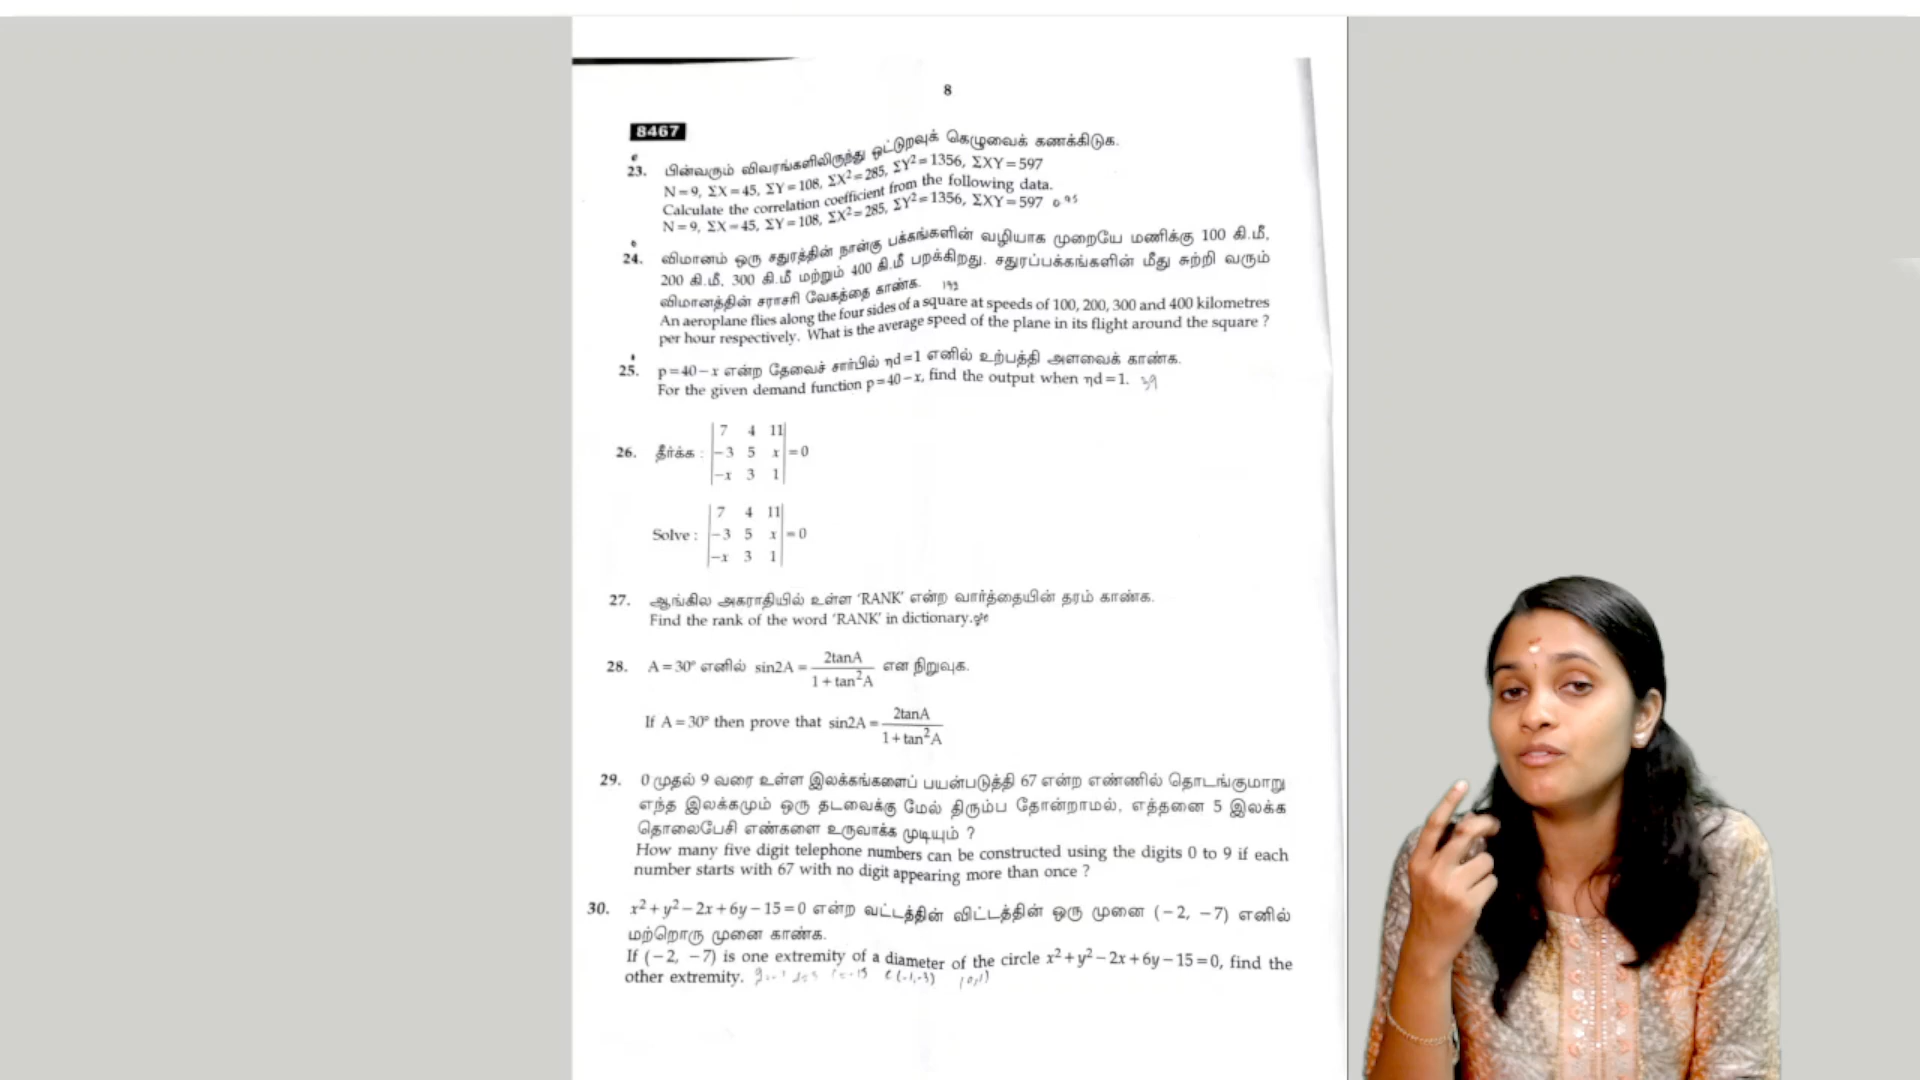 8
8467
23. பின்வரும் விவரங்களிலிருந்து ஒட்டுறவுக் கெழுவைக் கணக்கிடுக.
N=9, ΣX=45, ΣY=108, ΣX²=285, ΣY²=1356, ΣXY=597
Calculate the correlation coefficient from the following data.
N=9, ΣX=45, ΣY=108, ΣX²=285, ΣY²=1356, ΣXY=597 0.95
24. விமானம் ஒரு சதுரத்தின் நான்கு பக்கங்களின் வழியாக முறையே மணிக்கு 100 கி.மீ,
200 கி.மீ, 300 கி.மீ மற்றும் 400 கி.மீ பறக்கிறது. சதுரப்பக்கங்களின் மீது சுற்றி வரும்
விமானத்தின் சராசரி வேகத்தை காண்க. 192
An aeroplane flies along the four sides of a square at speeds of 100, 200, 300 and 400 kilometres
per hour respectively. What is the average speed of the plane in its flight around the square ?
25. p=40−x என்ற தேவைச் சார்பில் ηd=1 எனில் உற்பத்தி அளவைக் காண்க.
For the given demand function p=40−x, find the output when ηd=1.
7 4 11
26. தீர்க்க : −3 5 x =0
−x 3 1
7 4 11
Solve : −3 5 x =0
−x 3 1
27. ஆங்கில அகராதியில் உள்ள 'RANK' என்ற வார்த்தையின் தரம் காண்க.
Find the rank of the word 'RANK' in dictionary.
28. A=30° எனில் sin2A = 2tanA / 1+tan²A என நிறுவுக.
If A=30° then prove that sin2A = 2tanA / 1+tan²A
29. 0 முதல் 9 வரை உள்ள இலக்கங்களைப் பயன்படுத்தி 67 என்ற எண்ணில் தொடங்குமாறு
எந்த இலக்கமும் ஒரு தடவைக்கு மேல் திரும்ப தோன்றாமல், எத்தனை 5 இலக்க
தொலைபேசி எண்களை உருவாக்க முடியும் ?
How many five digit telephone numbers can be constructed using the digits 0 to 9 if each
number starts with 67 with no digit appearing more than once ?
30. x²+y²−2x+6y−15=0 என்ற வட்டத்தின் விட்டத்தின் ஒரு முனை (−2, −7) எனில்
மற்றொரு முனை காண்க.
If (−2, −7) is one extremity of a diameter of the circle x²+y²−2x+6y−15=0, find the
other extremity.